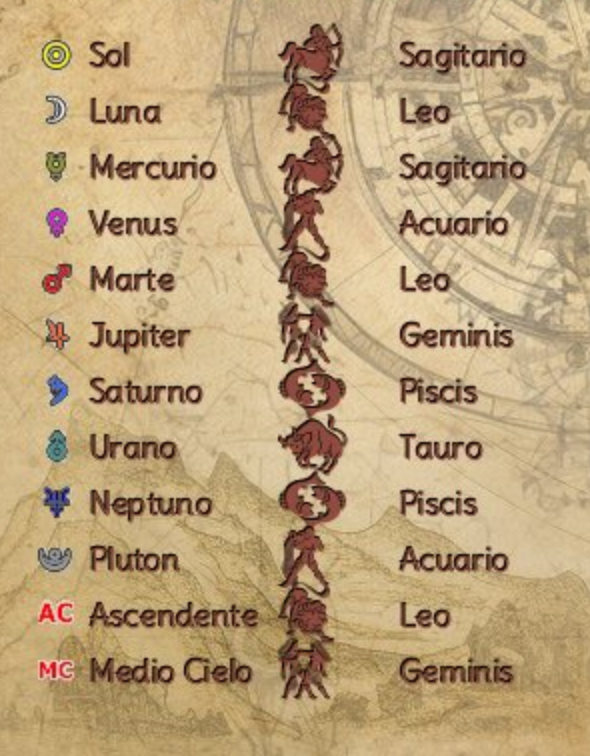 Sol Sagitario
Luna Leo
Mercurio Sagitario
Venus Acuario
Marte Leo
Jupiter Geminis
Saturno Piscis
Urano Tauro
Neptuno Piscis
Pluton Acuario
AC Ascendente Leo
MC Medio Cielo Geminis